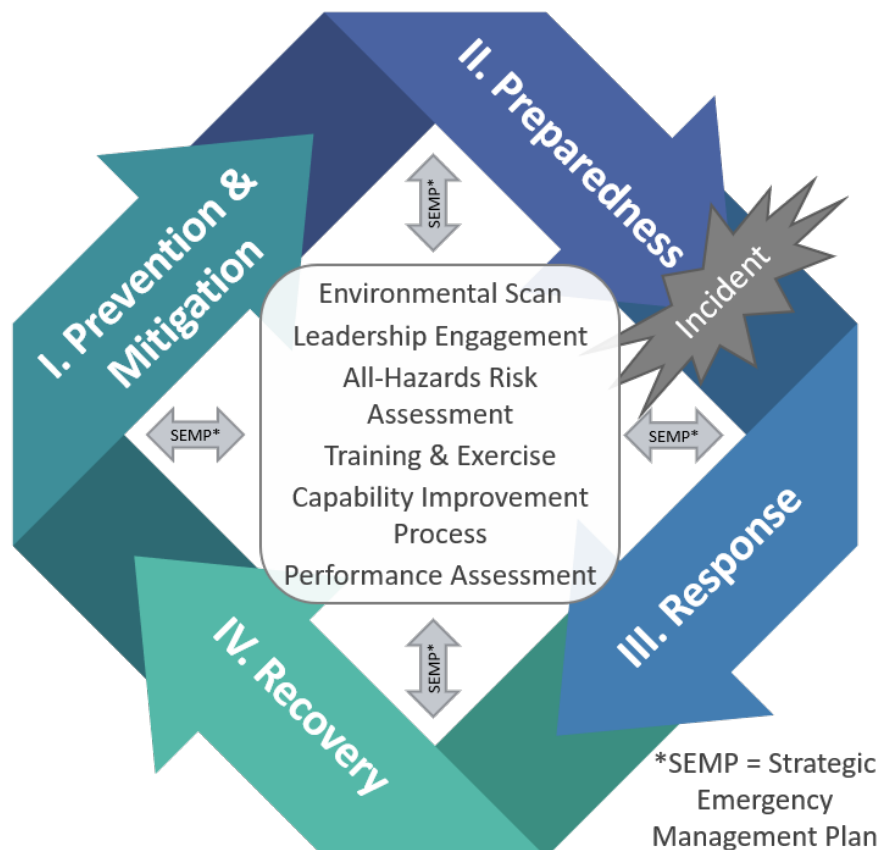 I. Prevention &
Mitigation
II. Preparedness
Incident
SEMP*
Environmental Scan
Leadership Engagement
All-Hazards Risk
Assessment
Training & Exercise
Capability Improvement
Process
Performance Assessment
SEMP*
SEMP*
SEMP*
III. Response
IV. Recovery
*SEMP = Strategic
Emergency
Management Plan